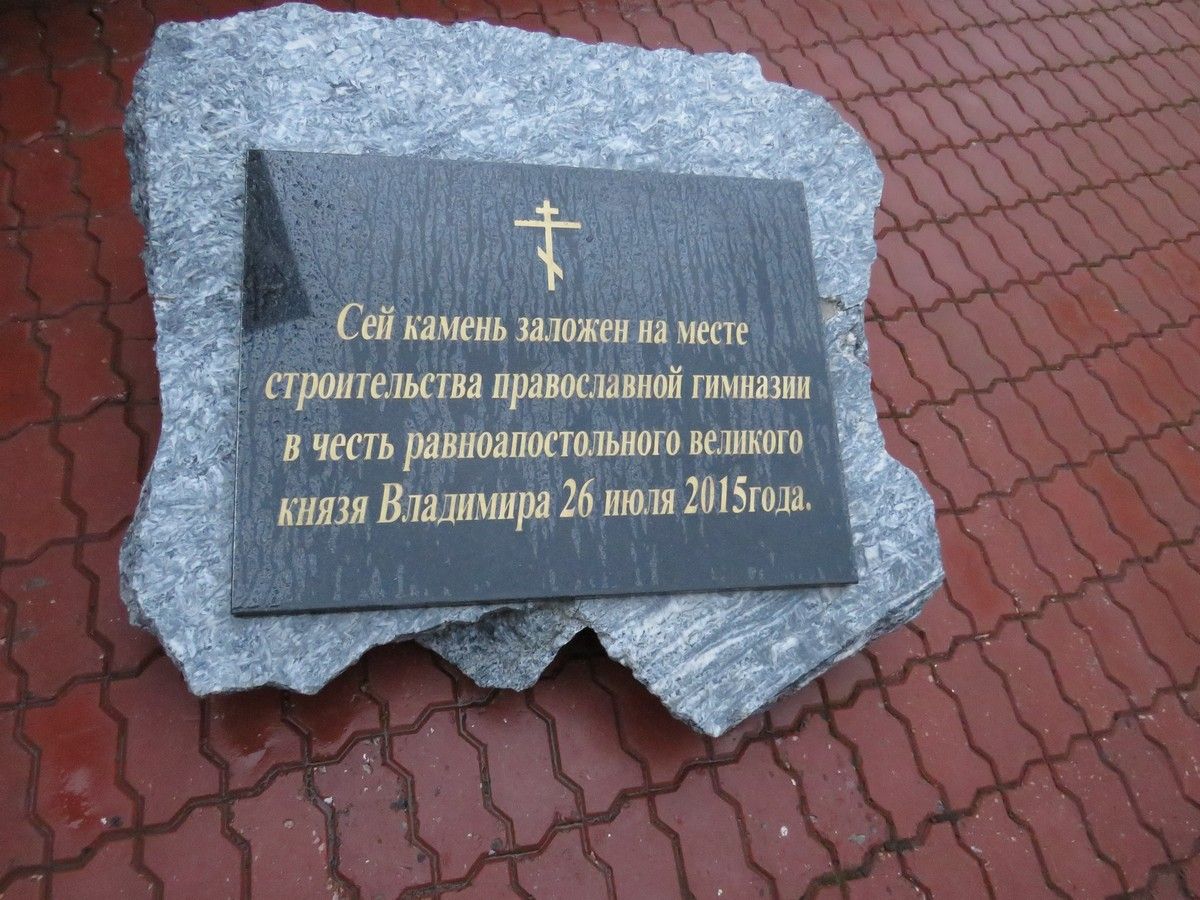 Сей камень заложен на месте
строительства православной гимназии
в честь равноапостольного великого
князя Владимира 26 июля 2015года.